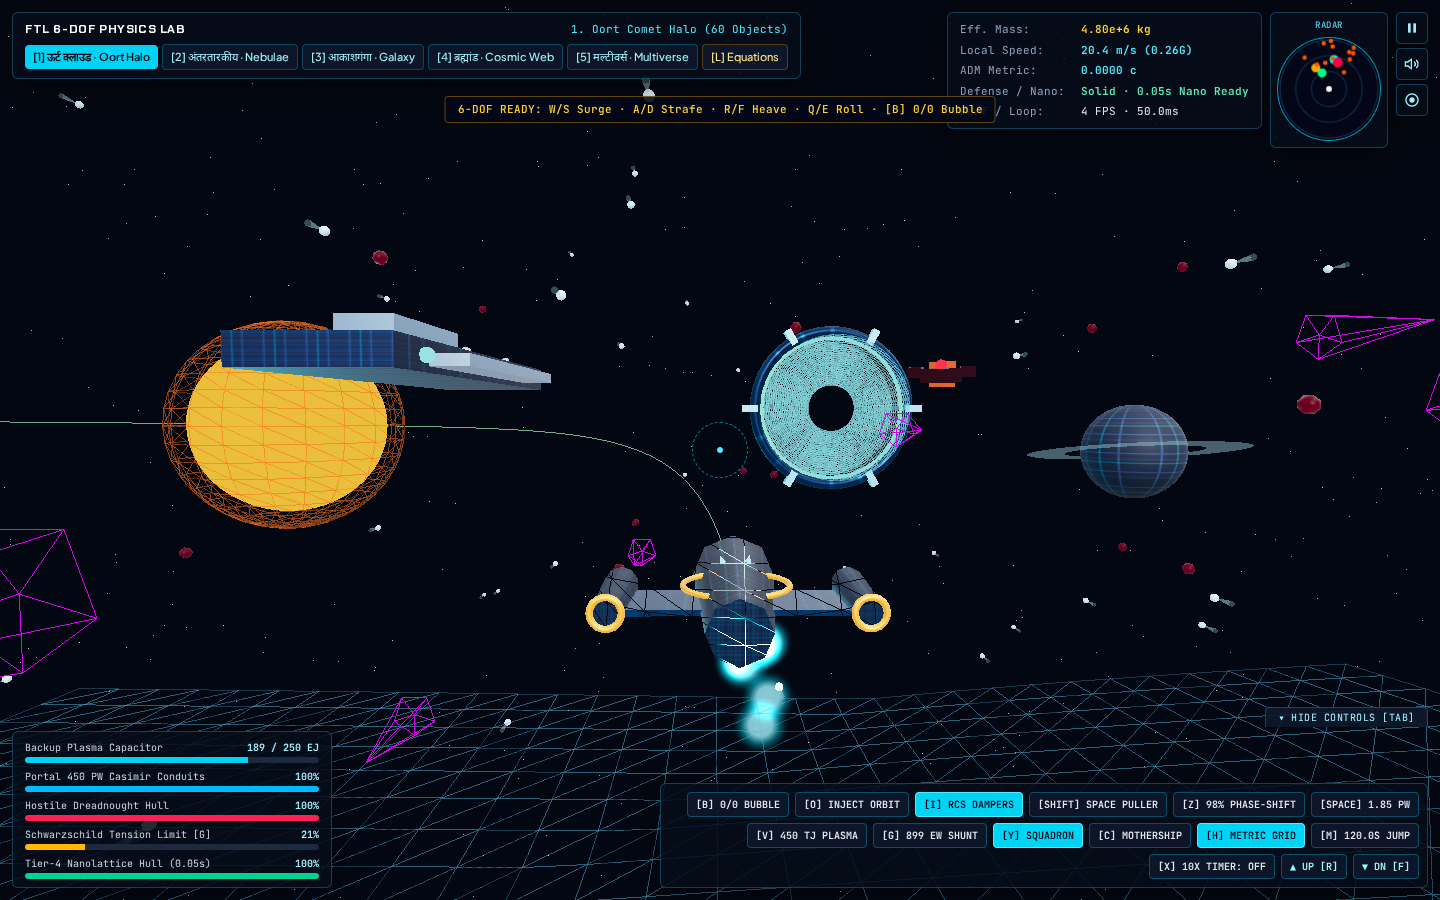 FTL 6-DOF PHYSICS LAB
1. Oort Comet Halo (60 Objects)
[1] ऊर्ट क्लाउड · Oort Halo
[2] अंतरतारकीय · Nebulae
[3] आकाशगंगा · Galaxy
[4] ब्रह्मांड · Cosmic Web
[5] मल्टीवर्स · Multiverse
[L] Equations
6-DOF READY: W/S Surge · A/D Strafe · R/F Heave · Q/E Roll · [B] 0/0 Bubble
Eff. Mass: 4.80e+6 kg
Local Speed: 20.4 m/s (0.26G)
ADM Metric: 0.0000 c
Defense / Nano: Solid · 0.05s Nano Ready
/ Loop: 4 FPS · 50.0ms
RADAR
▾ HIDE CONTROLS [TAB]
Backup Plasma Capacitor 189 / 250 EJ
Portal 450 PW Casimir Conduits 100%
Hostile Dreadnought Hull 100%
Schwarzschild Tension Limit [G] 21%
Tier-4 Nanolattice Hull (0.05s) 100%
[B] 0/0 BUBBLE
[O] INJECT ORBIT
[I] RCS DAMPERS
[SHIFT] SPACE PULLER
[Z] 98% PHASE-SHIFT
[SPACE] 1.85 PW
[V] 450 TJ PLASMA
[G] 899 EW SHUNT
[Y] SQUADRON
[C] MOTHERSHIP
[H] METRIC GRID
[M] 120.0S JUMP
[X] 10X TIMER: OFF
▲ UP [R]
▼ DN [F]